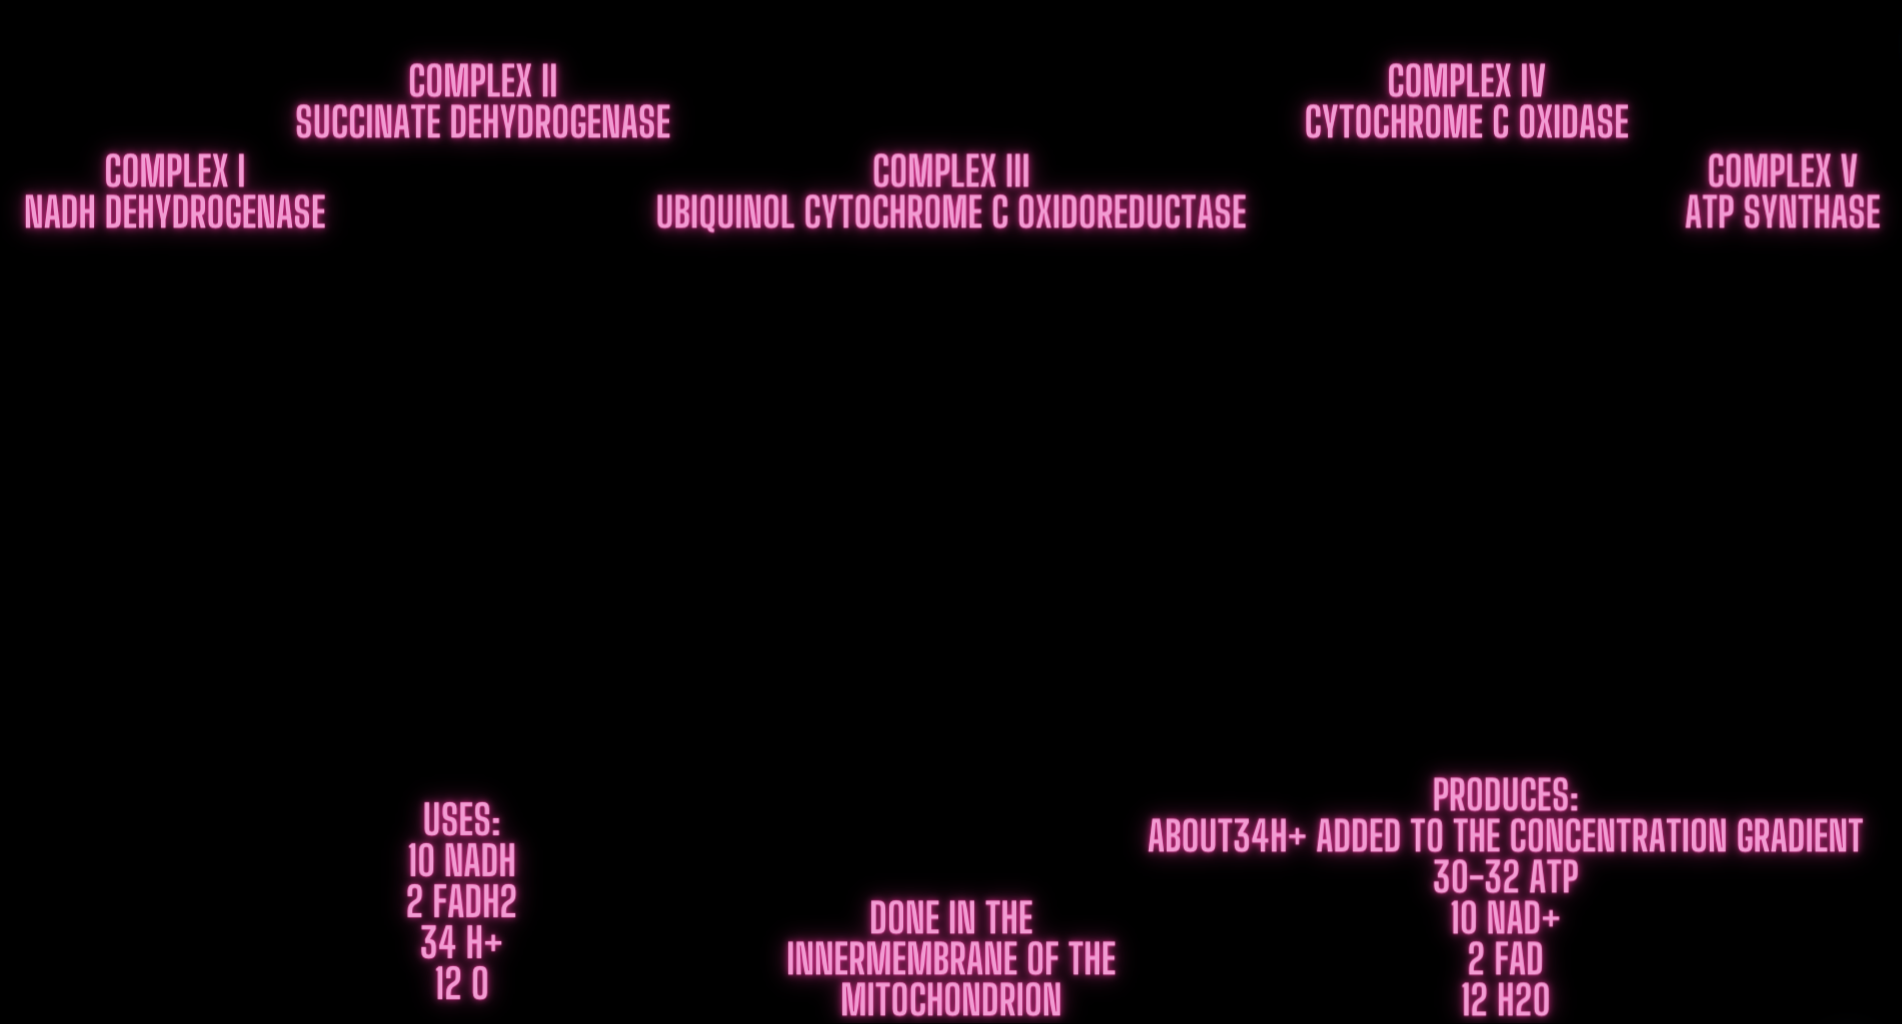 COMPLEX II
SUCCINATE DEHYDROGENASE
COMPLEX IV
CYTOCHROME C OXIDASE
COMPLEX I
NADH DEHYDROGENASE
COMPLEX III
UBIQUINOL CYTOCHROME C OXIDOREDUCTASE
COMPLEX V
ATP SYNTHASE
USES:
10 NADH
2 FADH2
34 H+
12 O
DONE IN THE
INNERMEMBRANE OF THE
MITOCHONDRION
PRODUCES:
ABOUT34H+ ADDED TO THE CONCENTRATION GRADIENT
30-32 ATP
10 NAD+
2 FAD
12 H2O